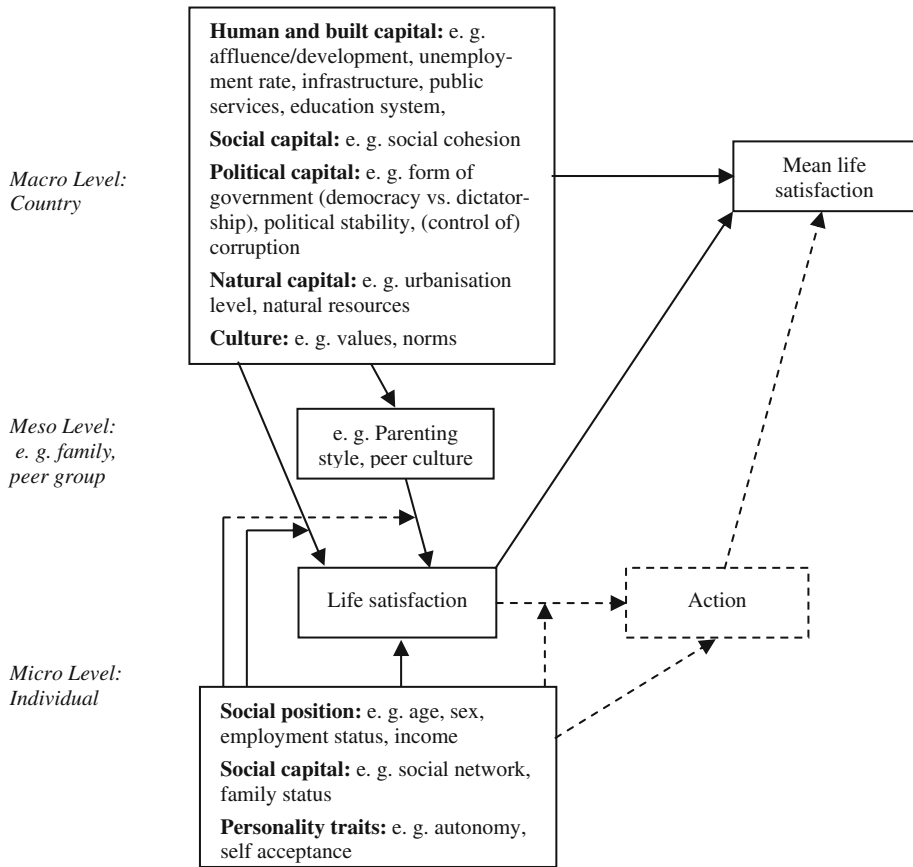 Human and built capital: e. g.
affluence/development, unemploy-
ment rate, infrastructure, public
services, education system,
Social capital: e. g. social cohesion
Political capital: e. g. form of
government (democracy vs. dictator-
ship), political stability, (control of)
corruption
Natural capital: e. g. urbanisation
level, natural resources
Culture: e. g. values, norms
Macro Level:
Country
Mean life
satisfaction
Meso Level:
e. g. family,
peer group
e. g. Parenting
style, peer culture
Life satisfaction
Action
Micro Level:
Individual
Social position: e. g. age, sex,
employment status, income
Social capital: e. g. social network,
family status
Personality traits: e. g. autonomy,
self acceptance